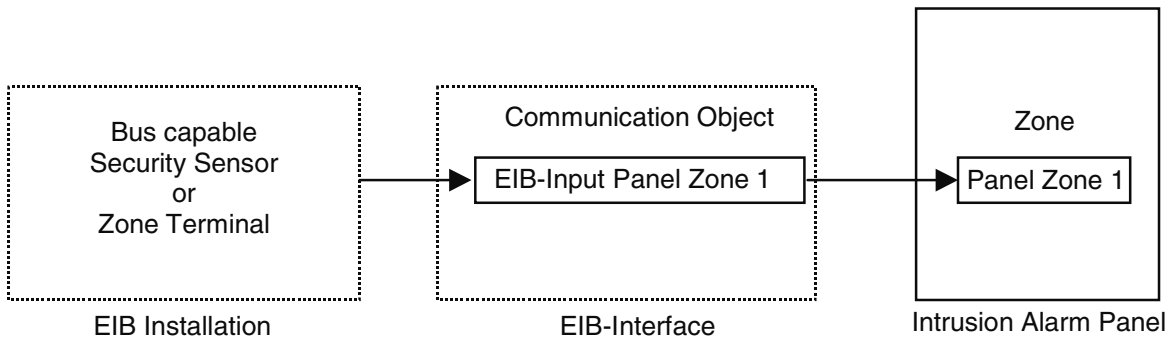 Bus capable
Security Sensor
or
Zone Terminal
EIB Installation
Communication Object
EIB-Input Panel Zone 1
EIB-Interface
Zone
Panel Zone 1
Intrusion Alarm Panel